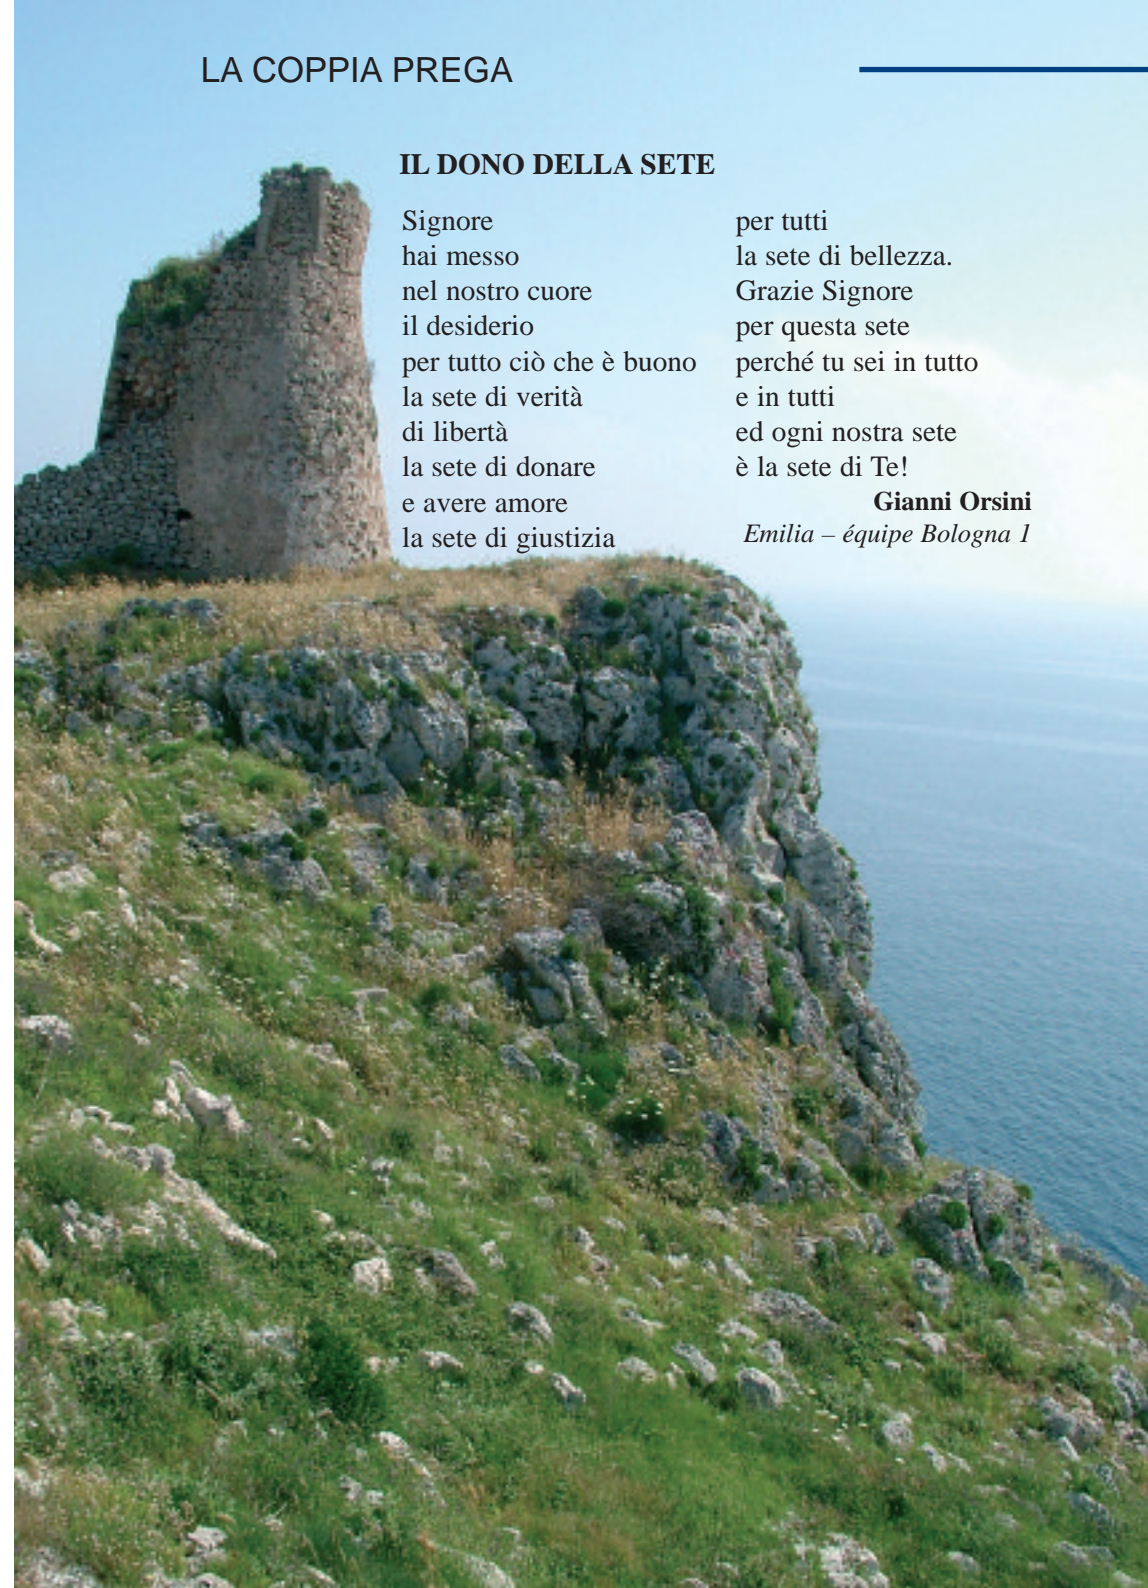 LA COPPIA PREGA
IL DONO DELLA SETE
Signore
hai messo
nel nostro cuore
il desiderio
per tutto ciò che è buono
la sete di verità
di libertà
la sete di donare
e avere amore
la sete di giustizia
per tutti
la sete di bellezza.
Grazie Signore
per questa sete
perché tu sei in tutto
e in tutti
ed ogni nostra sete
è la sete di Te!
Gianni Orsini
Emilia – équipe Bologna 1